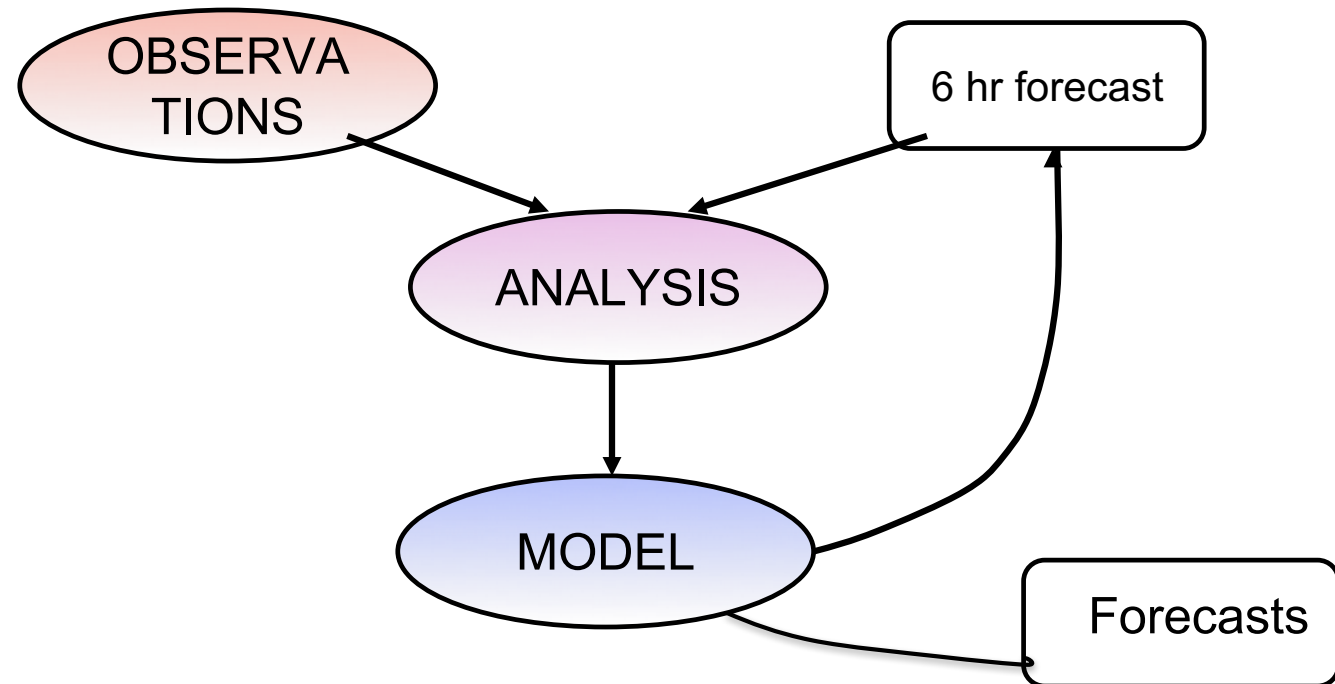 OBSERVA
TIONS
6 hr forecast
ANALYSIS
MODEL
Forecasts